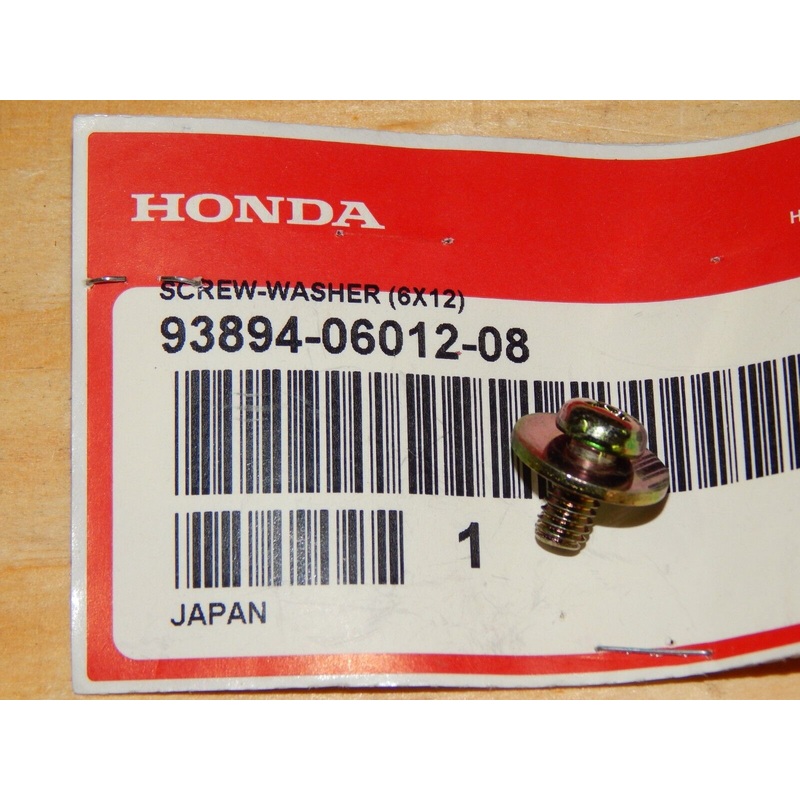 HONDA
SCREW-WASHER (6X12)
93894-06012-08
1
JAPAN